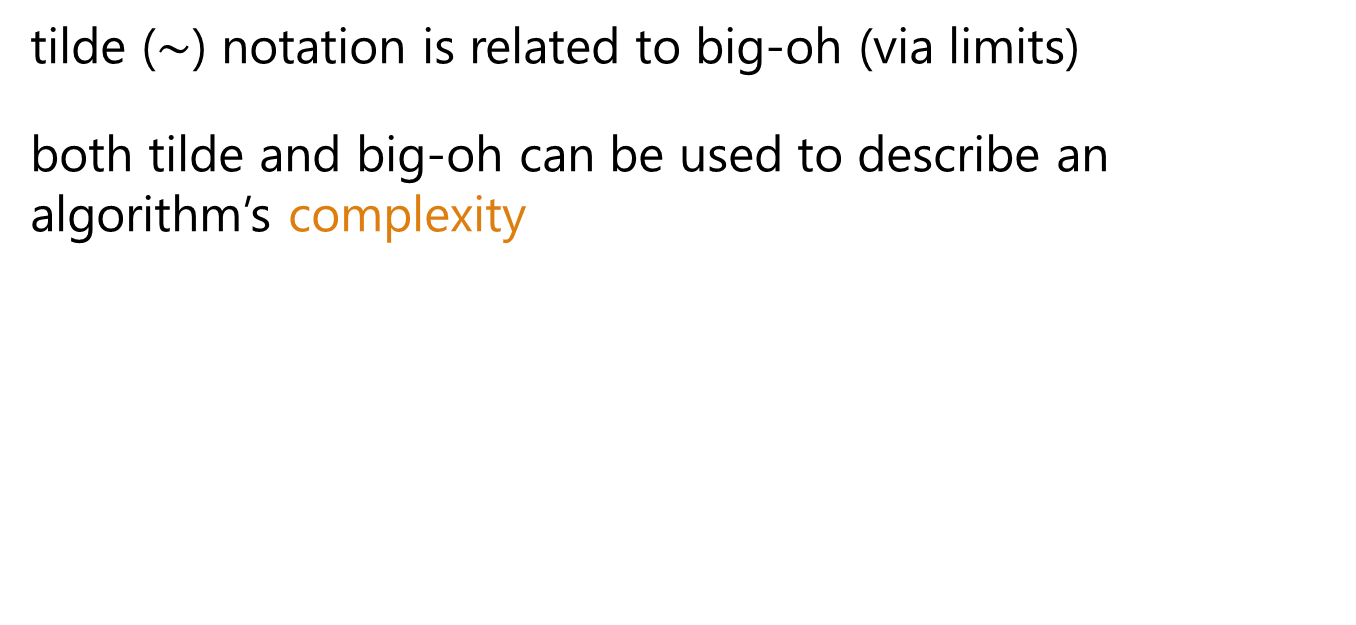 tilde (~) notation is related to big-oh (via limits)
both tilde and big-oh can be used to describe an
algorithm’s complexity